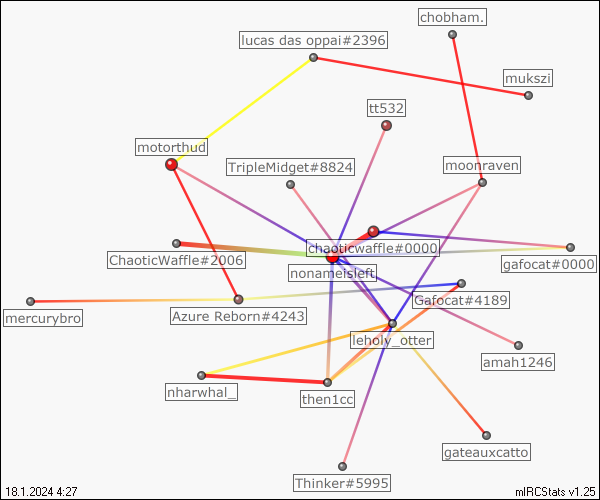 chobham.
lucas das oppai#2396
mukszi
tt532
motorthud
TripleMidget#8824
moonraven
chaoticwaffle#0000
ChaoticWaffle#2006
gafocat#0000
nonameisleft
Gafocat#4189
mercurybro
Azure Reborn#4243
leholy_otter
amah1246
nharwhal_
then1cc
gateauxcatto
Thinker#5995
18.1.2024 4:27
mIRCStats v1.25